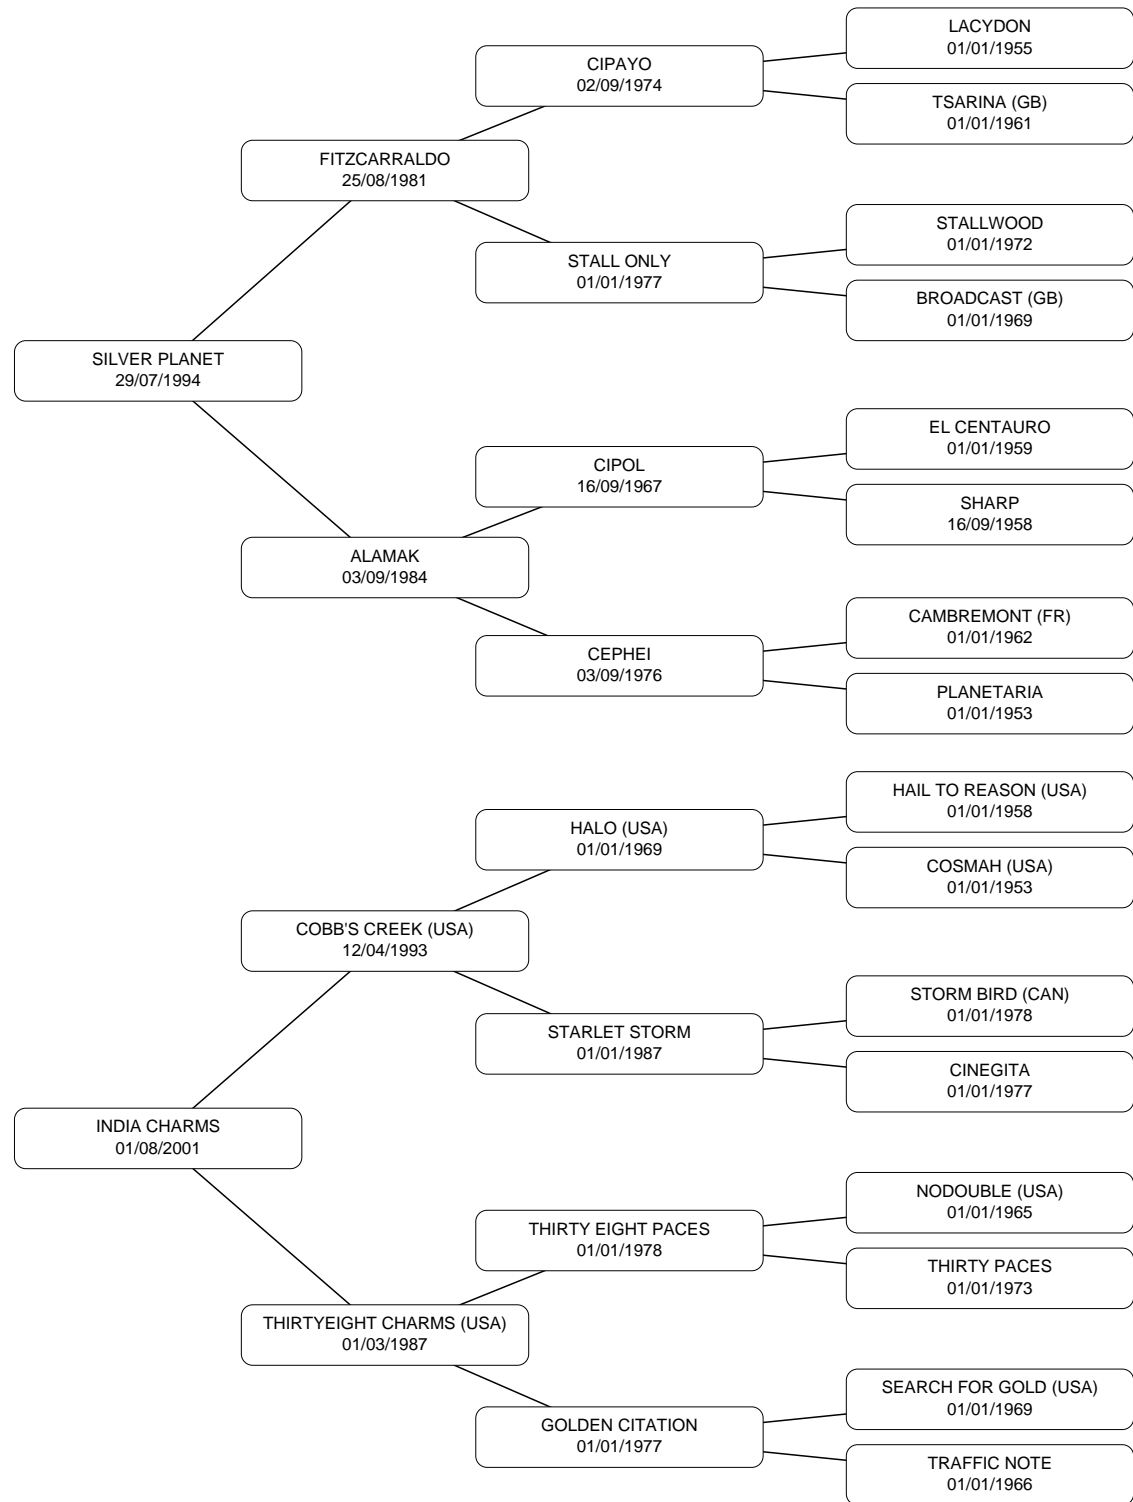 LACYDON
01/01/1955
CIPAYO
02/09/1974
TSARINA (GB)
01/01/1961
FITZCARRALDO
25/08/1981
STALLWOOD
01/01/1972
STALL ONLY
01/01/1977
BROADCAST (GB)
01/01/1969
SILVER PLANET
29/07/1994
EL CENTAURO
01/01/1959
CIPOL
16/09/1967
SHARP
16/09/1958
ALAMAK
03/09/1984
CAMBREMONT (FR)
01/01/1962
CEPHEI
03/09/1976
PLANETARIA
01/01/1953
HAIL TO REASON (USA)
01/01/1958
HALO (USA)
01/01/1969
COSMAH (USA)
01/01/1953
COBB'S CREEK (USA)
12/04/1993
STORM BIRD (CAN)
01/01/1978
STARLET STORM
01/01/1987
CINEGITA
01/01/1977
INDIA CHARMS
01/08/2001
NODOUBLE (USA)
01/01/1965
THIRTY EIGHT PACES
01/01/1978
THIRTY PACES
01/01/1973
THIRTYEIGHT CHARMS (USA)
01/03/1987
SEARCH FOR GOLD (USA)
01/01/1969
GOLDEN CITATION
01/01/1977
TRAFFIC NOTE
01/01/1966